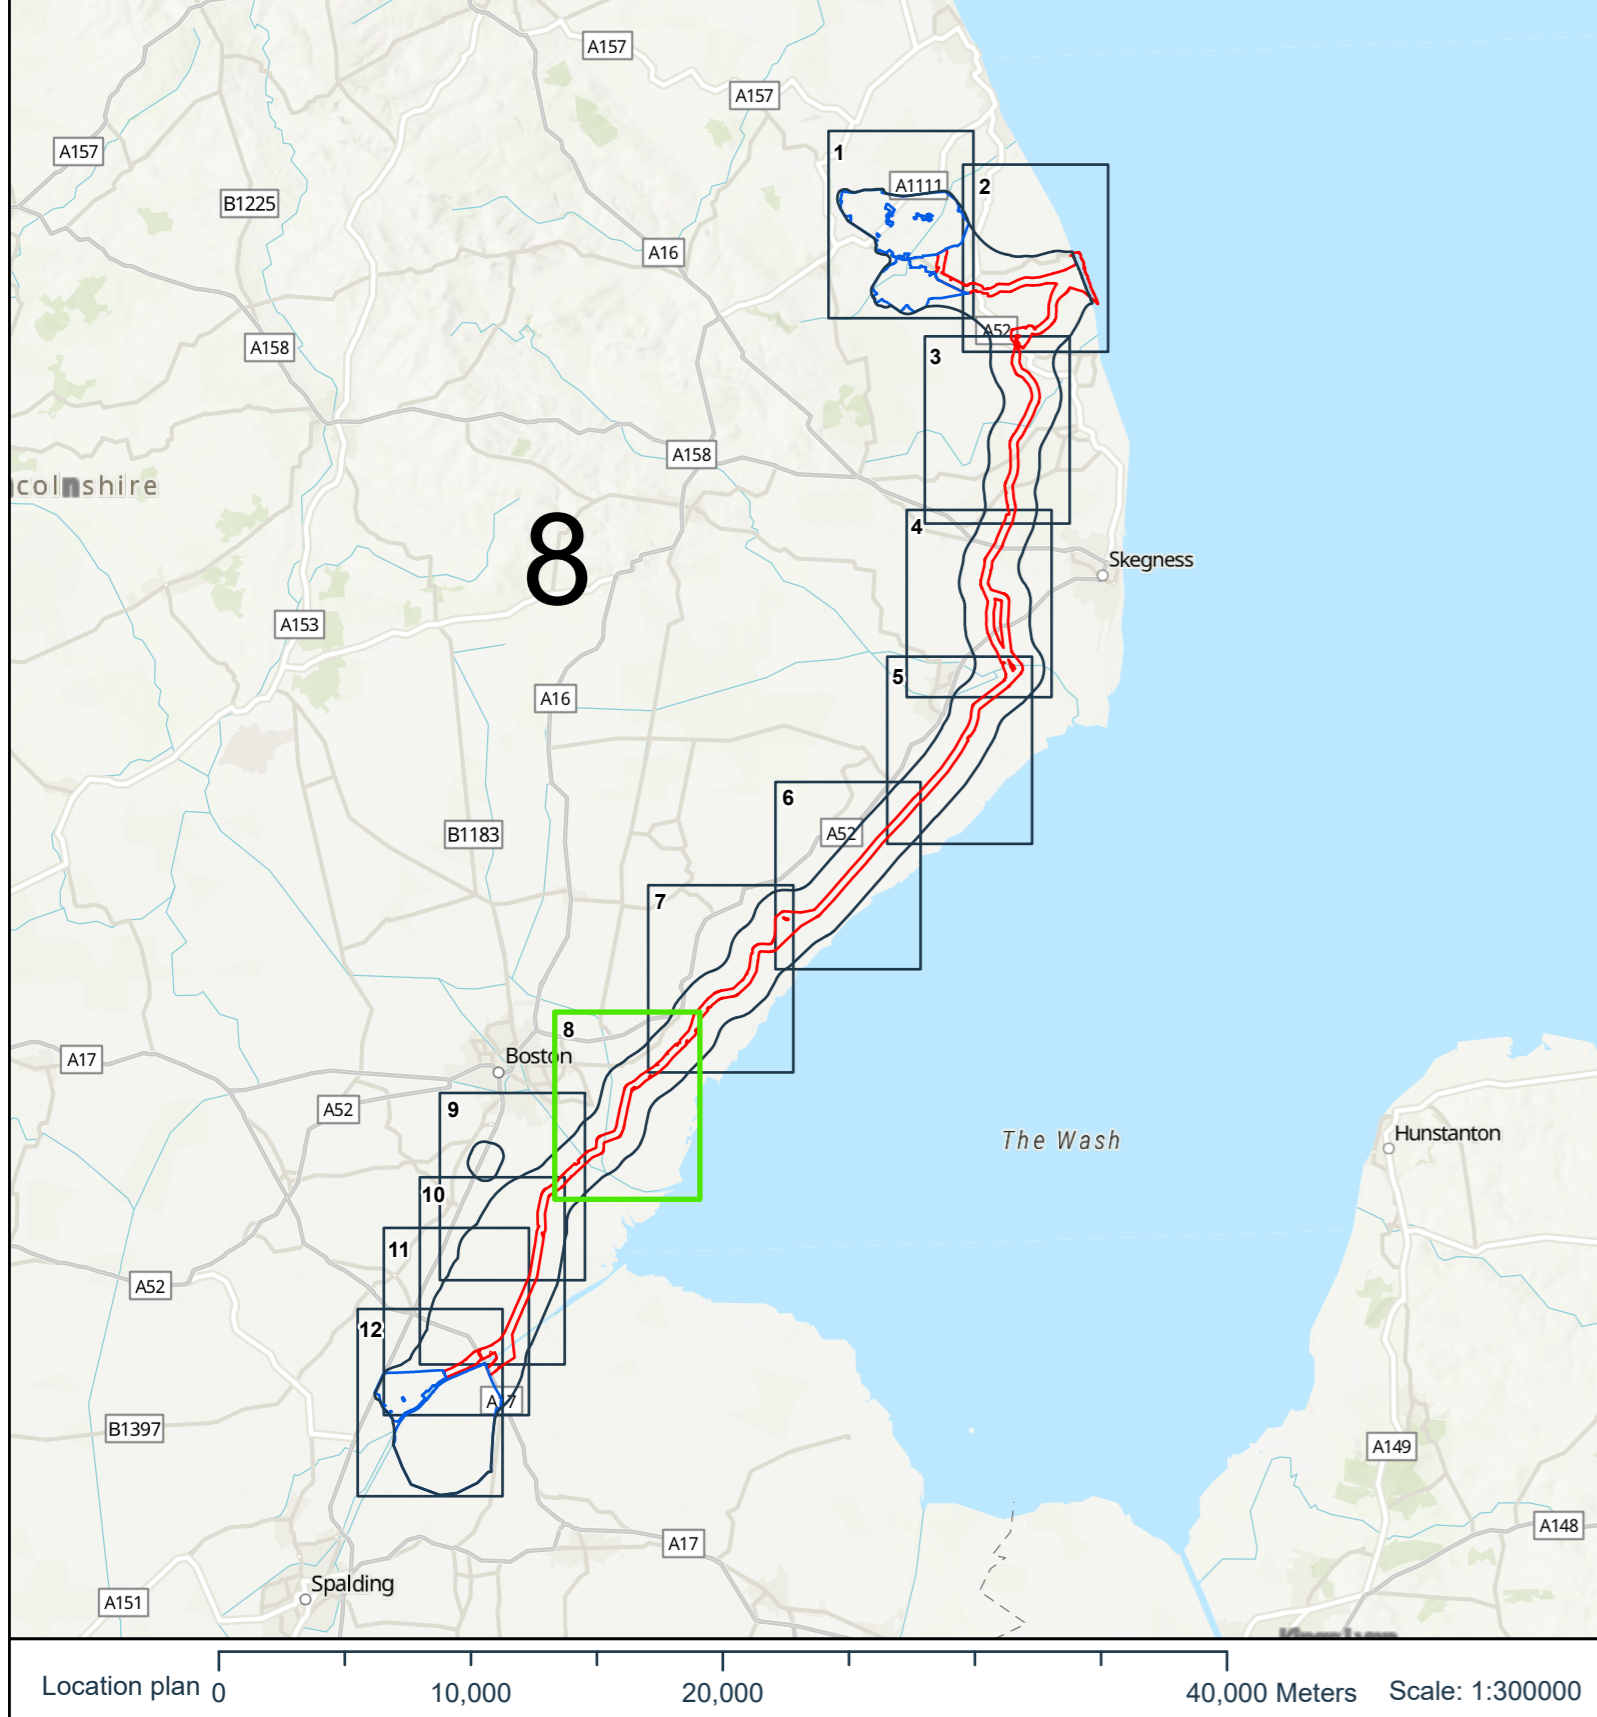 A157
A157
A157
1
A1111
2
B1225
A16
A52
A158
3
A158
colnshire
8
4
Skegness
A153
5
A16
6
B1183
A52
7
8
Boston
A17
9
A52
The Wash
Hunstanton
10
11
A52
12
B1397
A149
A148
A17
Spalding
A151
Location plan 0 10,000 20,000 40,000 Meters Scale: 1:300000